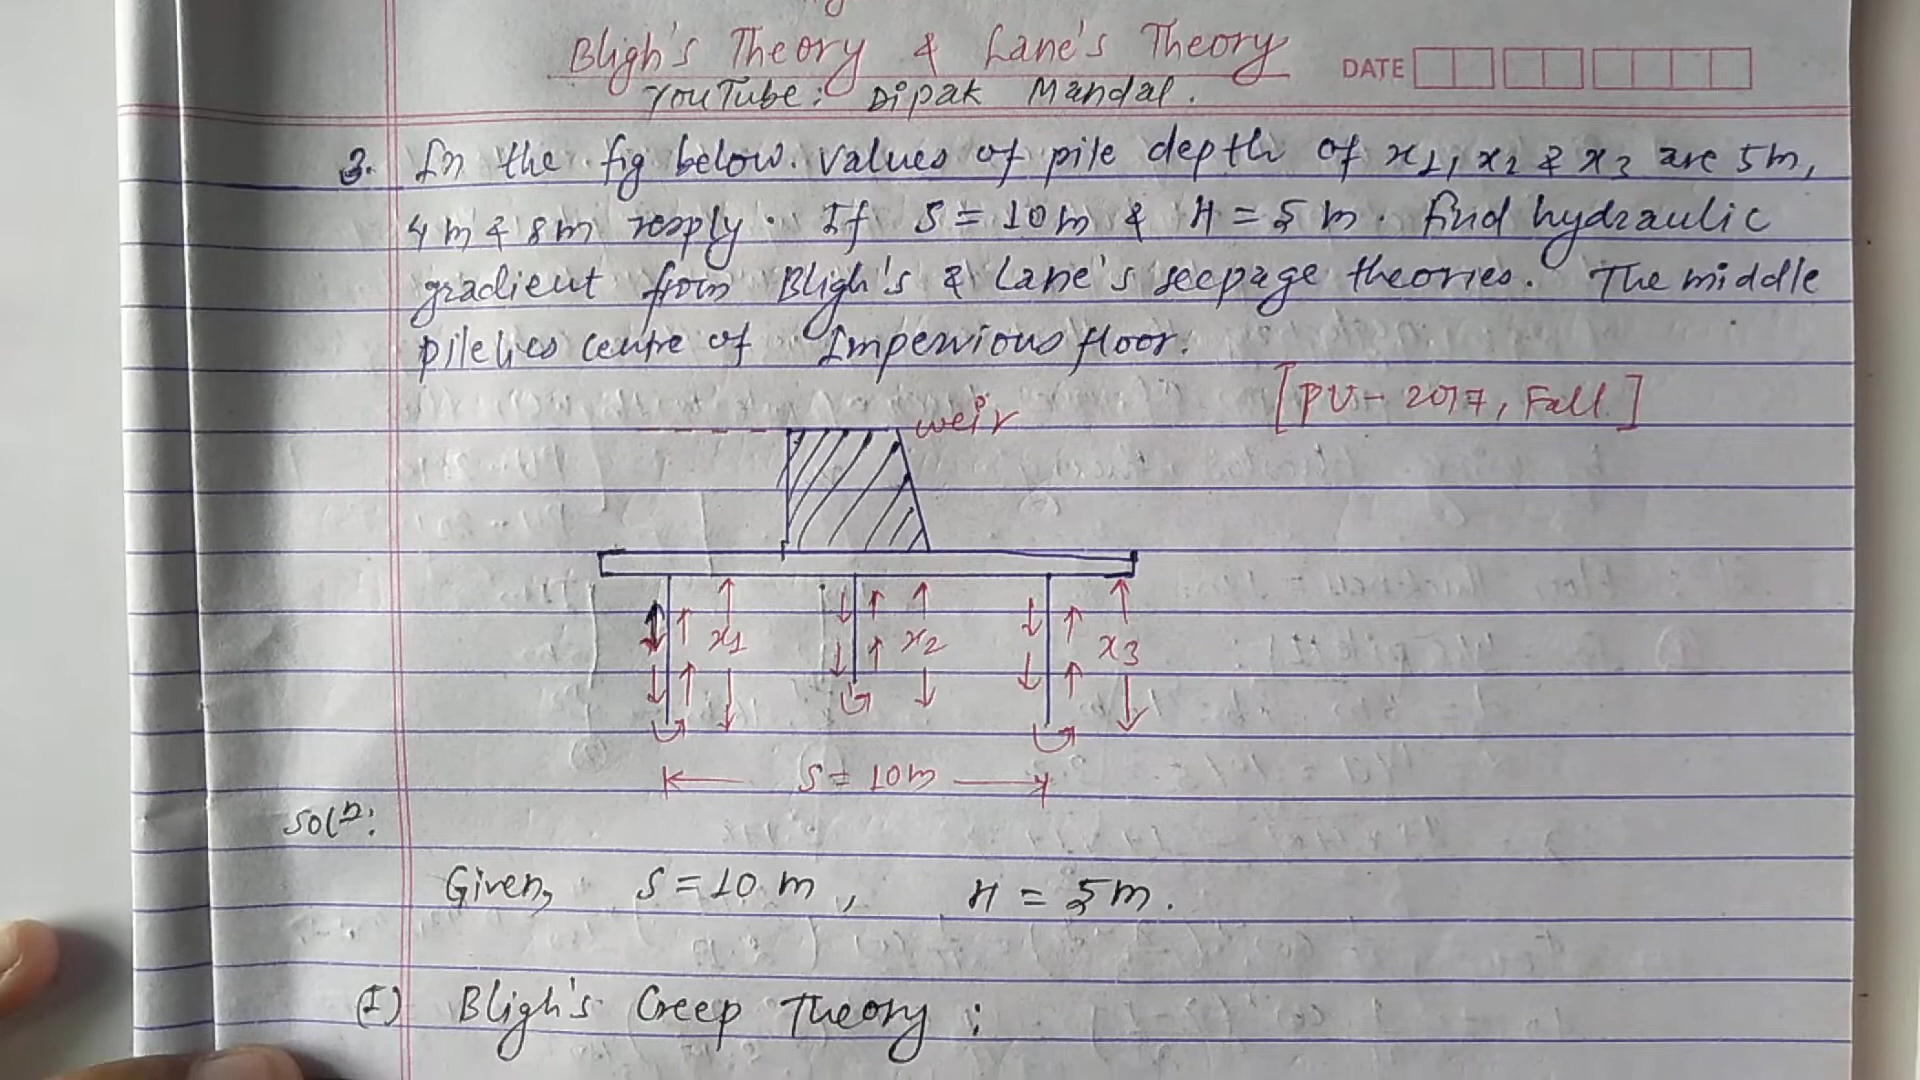 Bligh's Theory & Lane's Theory
DATE
YouTube: Dipak Mandal.
3. In the fig below. values of pile depth of x1, x2 & x3 are 5m,
4m & 8m resply. If S = 10m & H = 5m. find hydraulic
gradient from Bligh's & Lane's seepage theories. The middle
pile lies centre of Impervious floor.
[PU- 2017, Fall]
weir
x1
x2
x3
S = 10m
Solⁿ:
Given, S = 10 m, H = 5m.
(I) Bligh's Creep Theory: